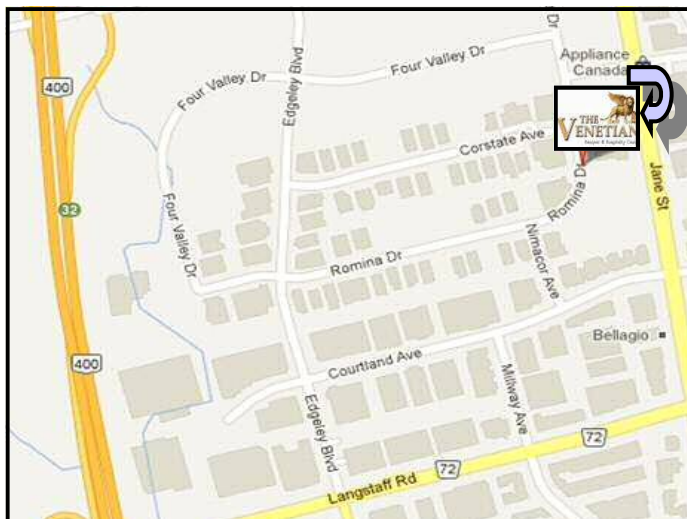 Dr
Four Valley Dr
Appliance
Canada
400
Four Valley Dr
Edgeley Blvd
THE
VENETIAN
Corstate Ave
Jane St
32
Four Valley Dr
Romina Dr
Nimacor Ave
Romina Dr
Bellagio
400
Courtland Ave
Millway Ave
Edgeley Blvd
72
72
Langstaff Rd